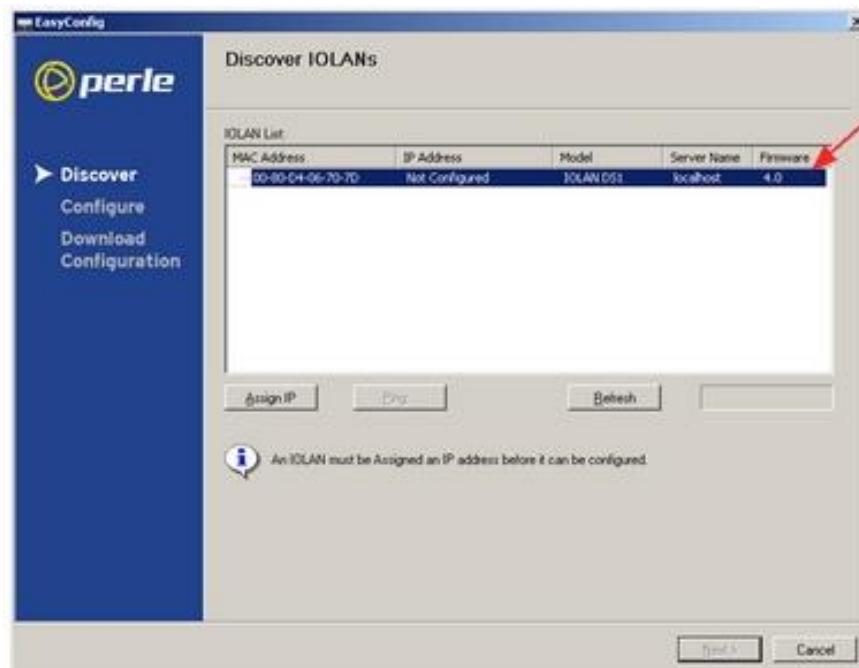 EasyConfig
perle
Discover IOLANs
IOLAN List
MAC Address IP Address Model Server Name Firmware
00-80-D4-06-70-7D Not Configured IOLAN DS1 localhost 4.0
Discover
Configure
Download
Configuration
Assign IP Ping Refresh
An IOLAN must be Assigned an IP address before it can be configured.
Next > Cancel